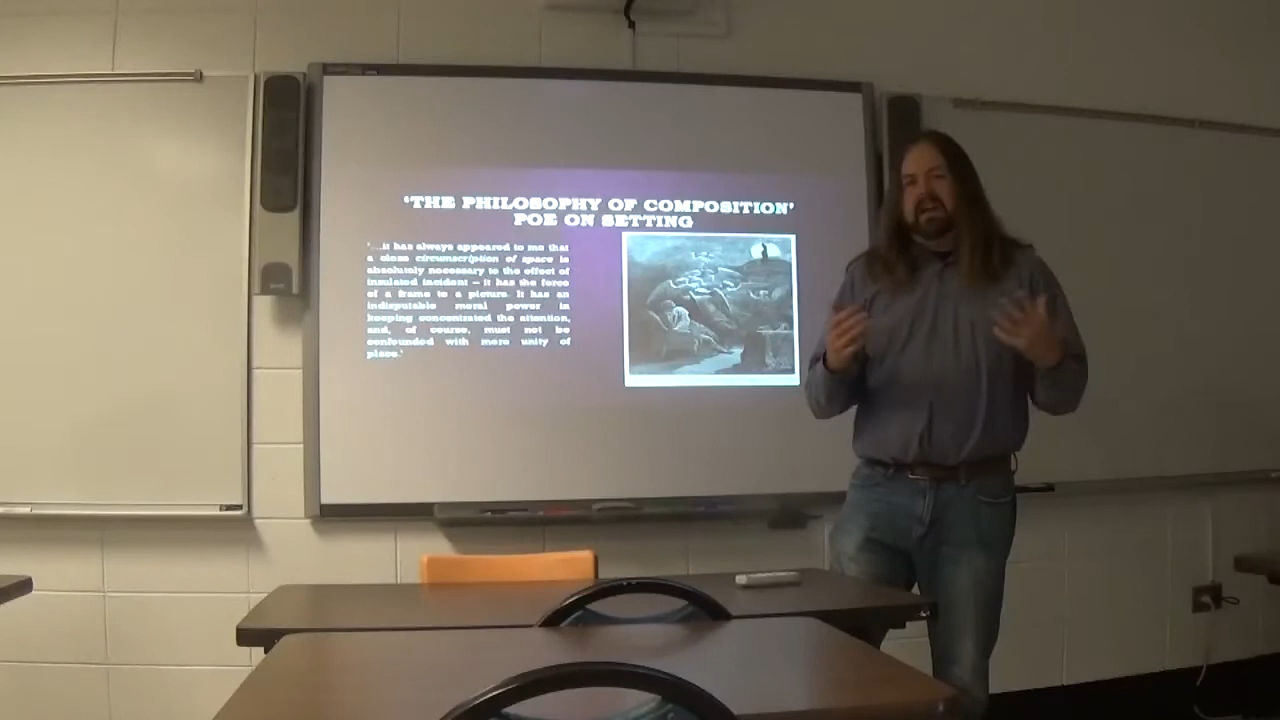 ‘THE PHILOSOPHY OF COMPOSITION’
POE ON SETTING
‘...it has always appeared to me that
a close circumscription of space is
absolutely necessary to the effect of
insulated incident – it has the force
of a frame to a picture. It has an
indisputable moral power in
keeping concentrated the attention,
and, of course, must not be
confounded with mere unity of
place.’